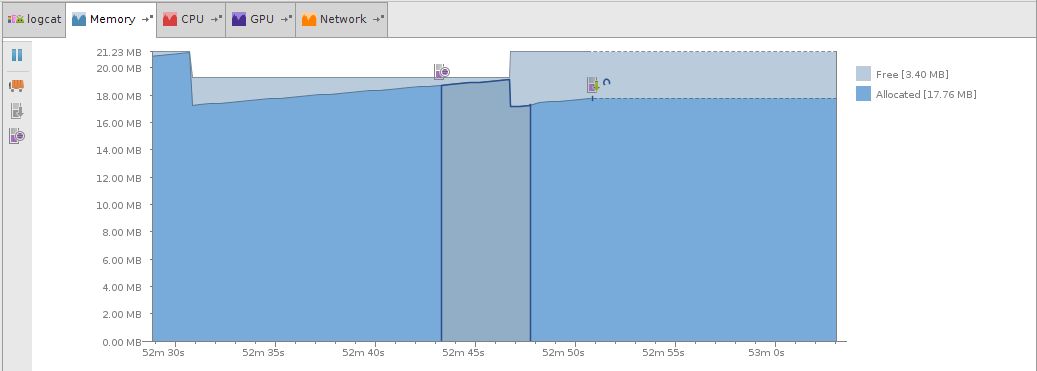 logcat Memory CPU GPU Network
21.23 MB
20.00 MB
18.00 MB
16.00 MB
14.00 MB
12.00 MB
10.00 MB
8.00 MB
6.00 MB
4.00 MB
2.00 MB
0.00 MB
52m 30s 52m 35s 52m 40s 52m 45s 52m 50s 52m 55s 53m 0s
Free [3.40 MB]
Allocated [17.76 MB]